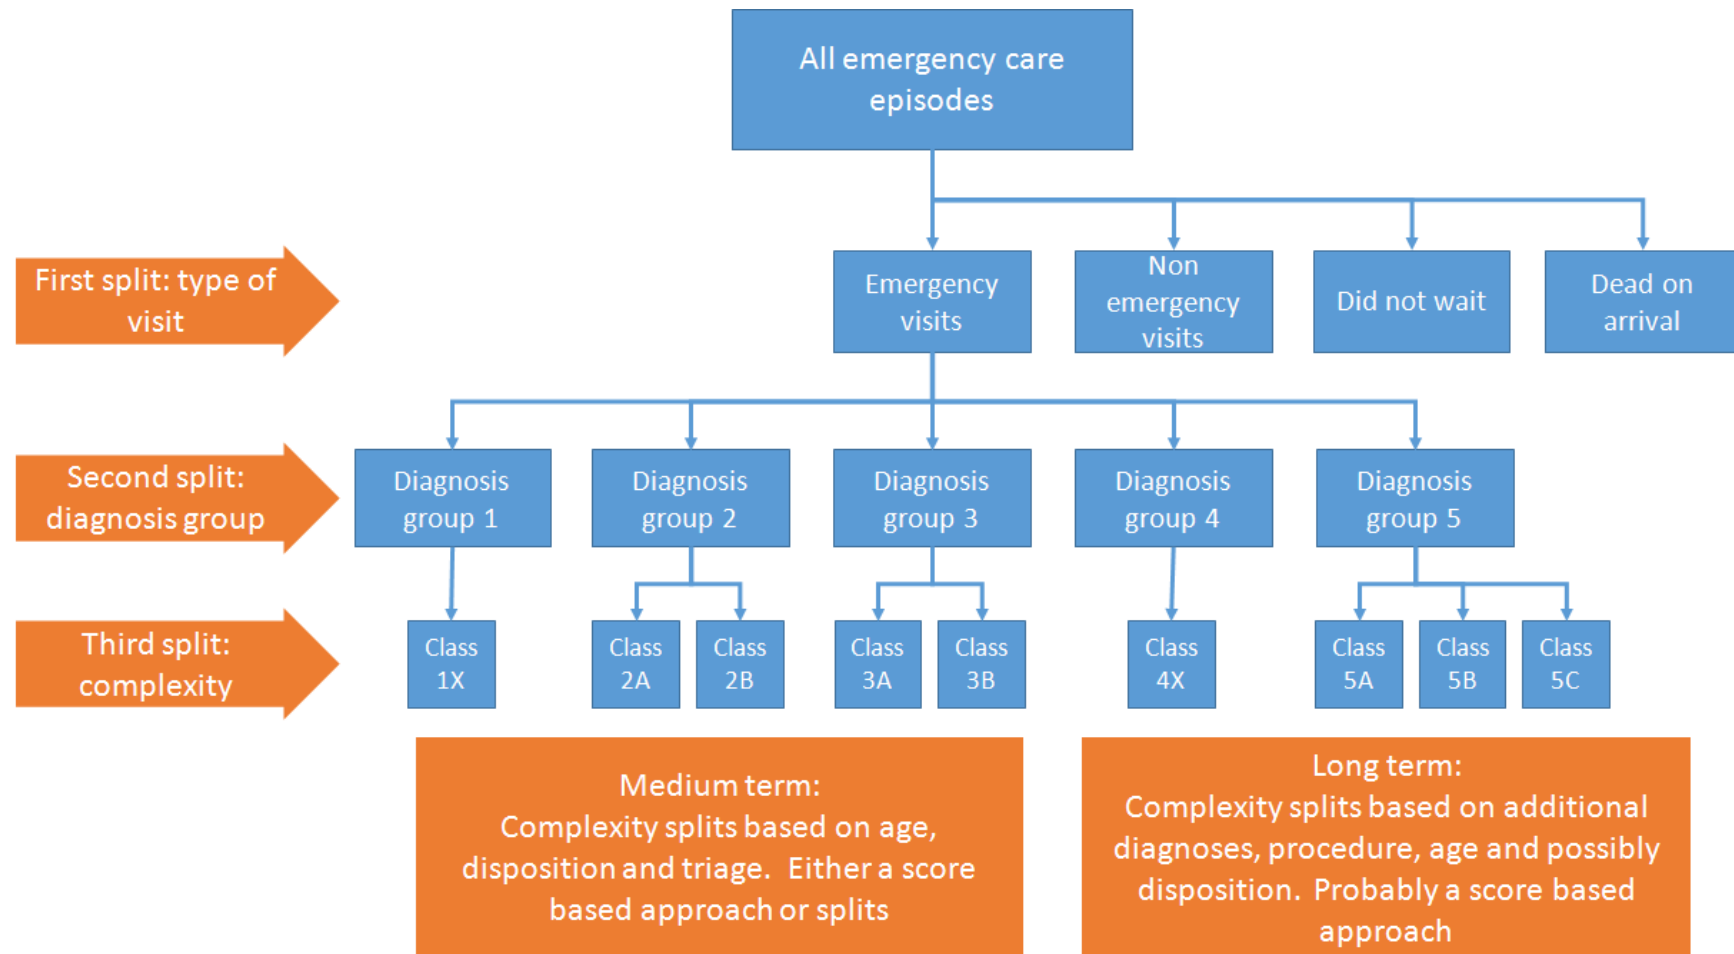 All emergency care
episodes
First split: type of
visit
Emergency
visits
Non
emergency
visits
Did not wait
Dead on
arrival
Second split:
diagnosis group
Diagnosis
group 1
Diagnosis
group 2
Diagnosis
group 3
Diagnosis
group 4
Diagnosis
group 5
Third split:
complexity
Class
1X
Class
2A
Class
2B
Class
3A
Class
3B
Class
4X
Class
5A
Class
5B
Class
5C
Medium term:
Complexity splits based on age,
disposition and triage. Either a score
based approach or splits
Long term:
Complexity splits based on additional
diagnoses, procedure, age and possibly
disposition. Probably a score based
approach